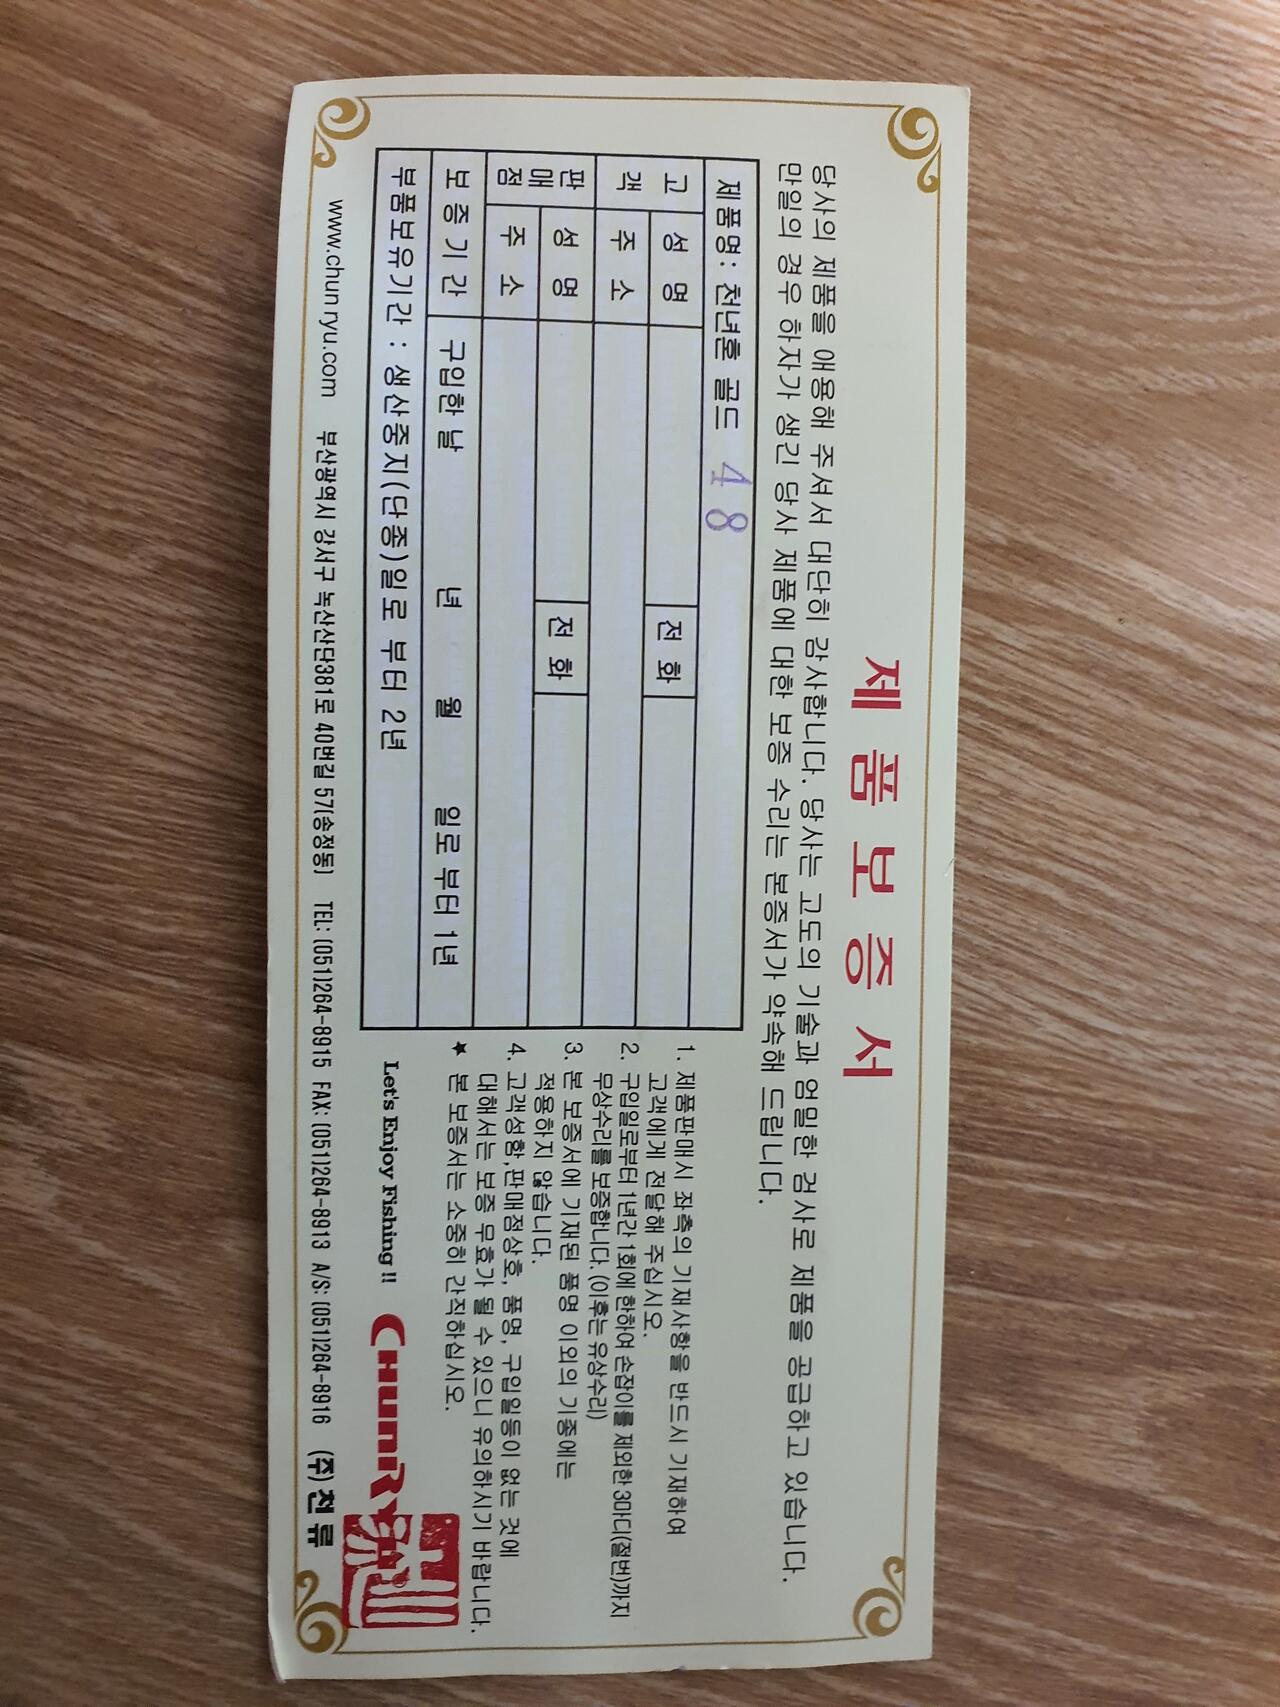 제 품 보 증 서
당사의 제품을 애용해 주셔서 대단히 감사합니다. 당사는 고도의 기술과 엄밀한 검사로 제품을 공급하고 있습니다.
만일의 경우 하자가 생긴 당사 제품에 대한 보증 수리는 본증서가 약속해 드립니다.
제품명: 천년혼 골드 48
고객 성 명 전 화
주 소
판매점 성 명 전 화
주 소
보 증 기 간 구입한 날 년 월 일로 부터 1년
부품보유기간 : 생산중지(단종)일로 부터 2년
1. 제품판매시 좌측의 기재사항을 반드시 기재하여
고객에게 전달해 주십시오.
2. 구입일로부터 1년간 1회에 한하여 손잡이를 제외한 3마디(절번)까지
무상수리를 보증합니다. (이후는 유상수리)
3. 본 보증서에 기재된 품명 이외의 기종에는
적용하지 않습니다.
4. 고객성함,판매점상호, 품명, 구입일등이 없는 것에
대해서는 보증 무효가 될 수 있으니 유의하시기 바랍니다.
★ 본 보증서는 소중히 간직하십시오.
Let's Enjoy Fishing !! CHUNRYU
www.chunryu.com 부산광역시 강서구 녹산산단381로 40번길 57(송정동) TEL: (051)264-8915 FAX: (051)264-8913 A/S: (051)264-8916 (주)천류